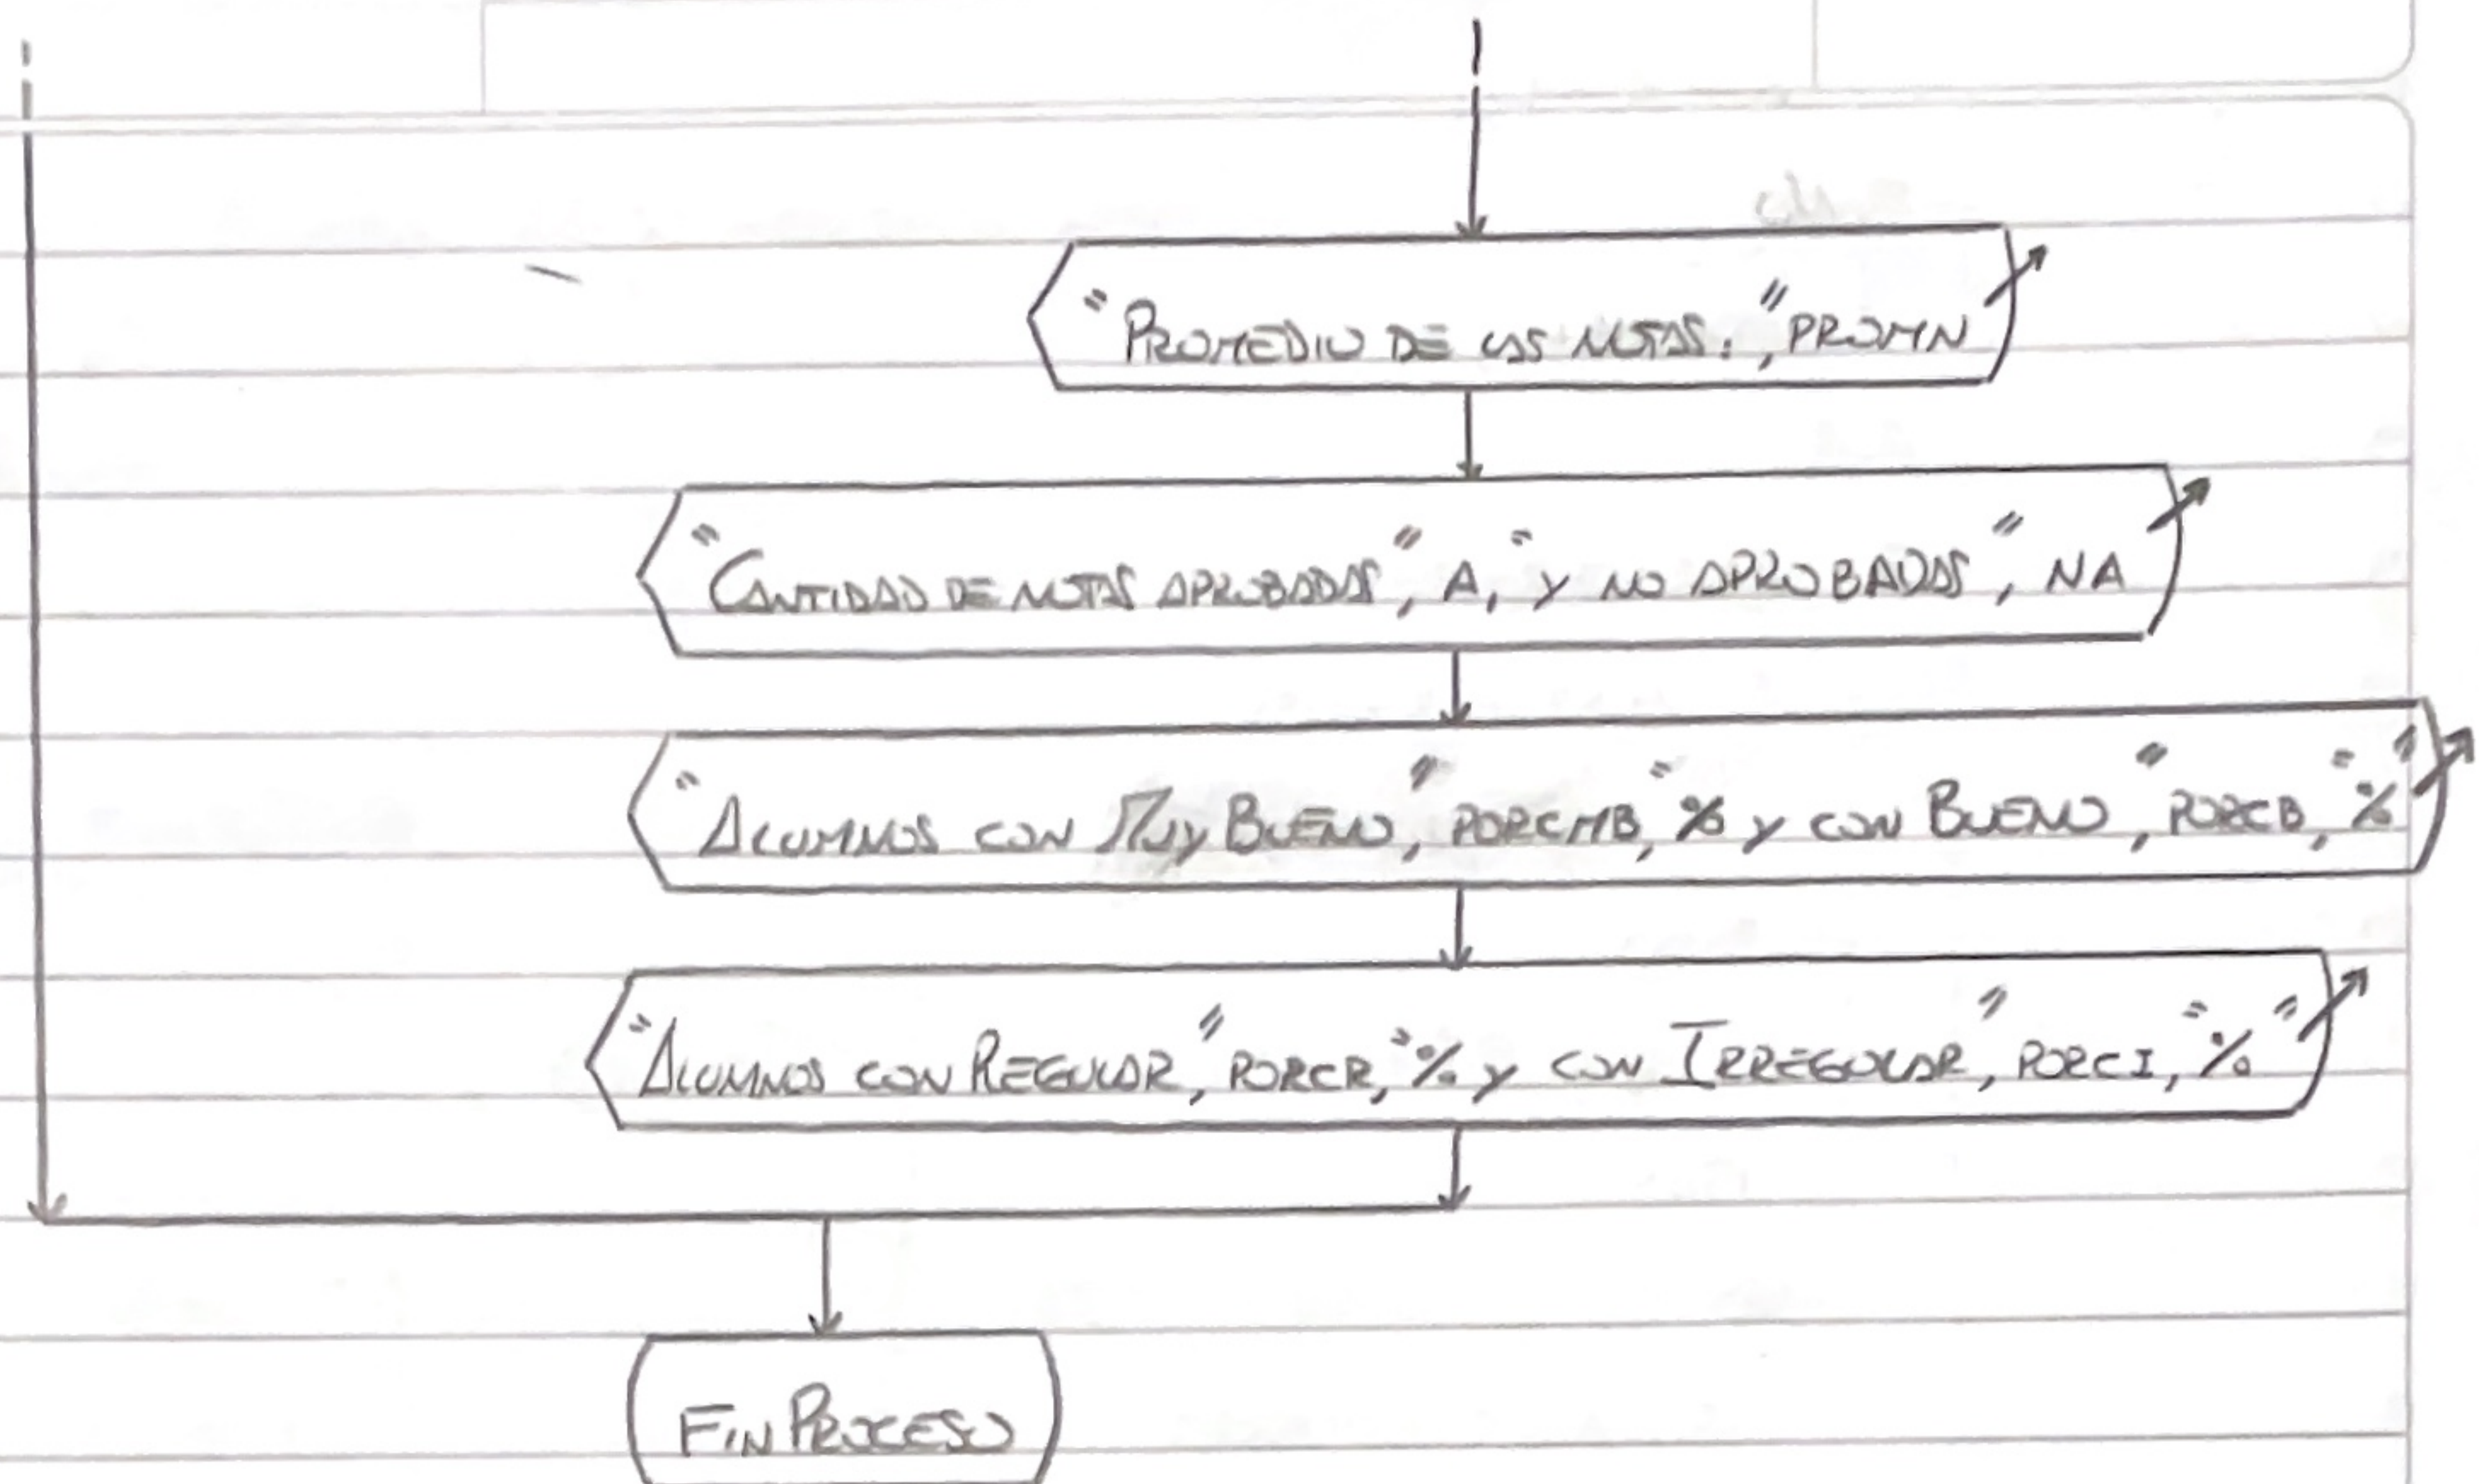 "PROMEDIO DE LAS NOTAS: ", PROMN
"CANTIDAD DE NOTAS APROBADAS", A, " Y NO APROBADAS", NA
"ALUMNOS CON MUY BUENO", PORCMB, "% Y CON BUENO", PORCB, "%"
"ALUMNOS CON REGULAR", PORCR, "% Y CON IRREGULAR", PORCI, "%"
FIN PROCESO